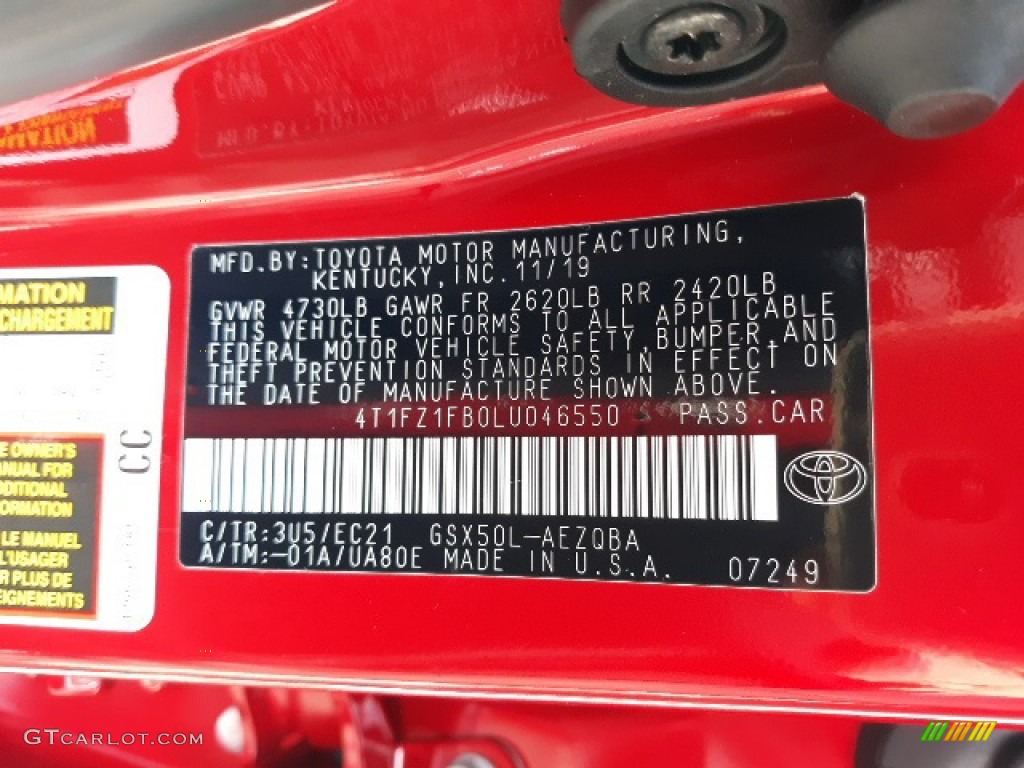 MATION
CHARGEMENT
E OWNER'S
ANUAL FOR
DDITIONAL
FORMATION
LE MANUEL
L'USAGER
R PLUS DE
EIGNEMENTS
CC
MFD.BY:TOYOTA MOTOR MANUFACTURING,
KENTUCKY,INC.11/19
GVWR 4730LB GAWR FR 2620LB RR 2420LB
THIS VEHICLE CONFORMS TO ALL APPLICABLE
FEDERAL MOTOR VEHICLE SAFETY,BUMPER,AND
THEFT PREVENTION STANDARDS IN EFFECT ON
THE DATE OF MANUFACTURE SHOWN ABOVE.
4T1FZ1FB0LU046550 PASS.CAR
C/TR:3U5/EC21 GSX50L-AEZQBA
A/TM:-01A/UA80E MADE IN U.S.A. 07249
GTCARLOT.COM